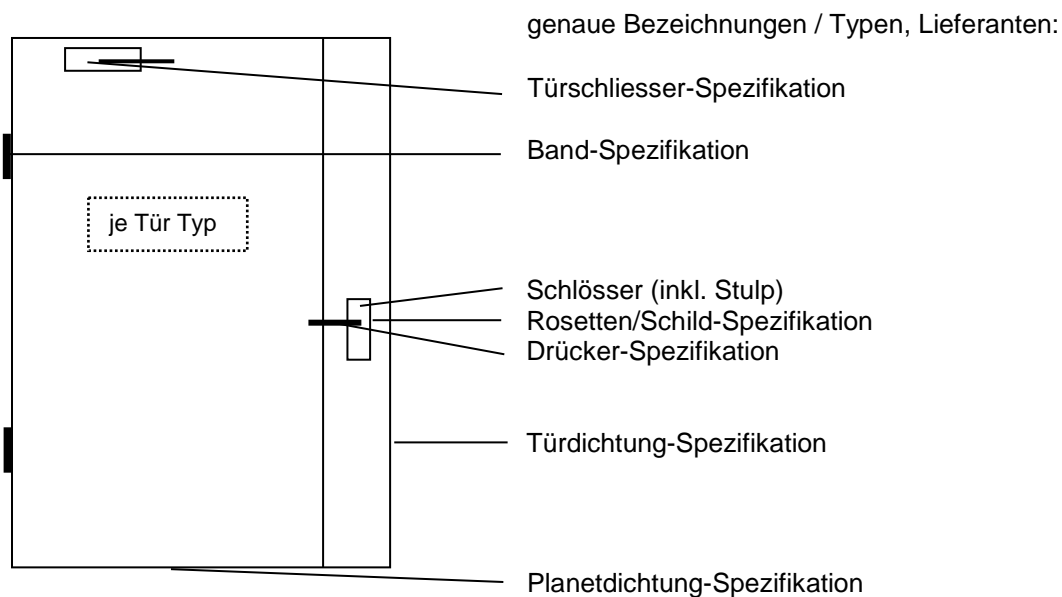 genaue Bezeichnungen / Typen, Lieferanten:
Türschliesser-Spezifikation
Band-Spezifikation
je Tür Typ
Schlösser (inkl. Stulp)
Rosetten/Schild-Spezifikation
Drücker-Spezifikation
Türdichtung-Spezifikation
Planetdichtung-Spezifikation